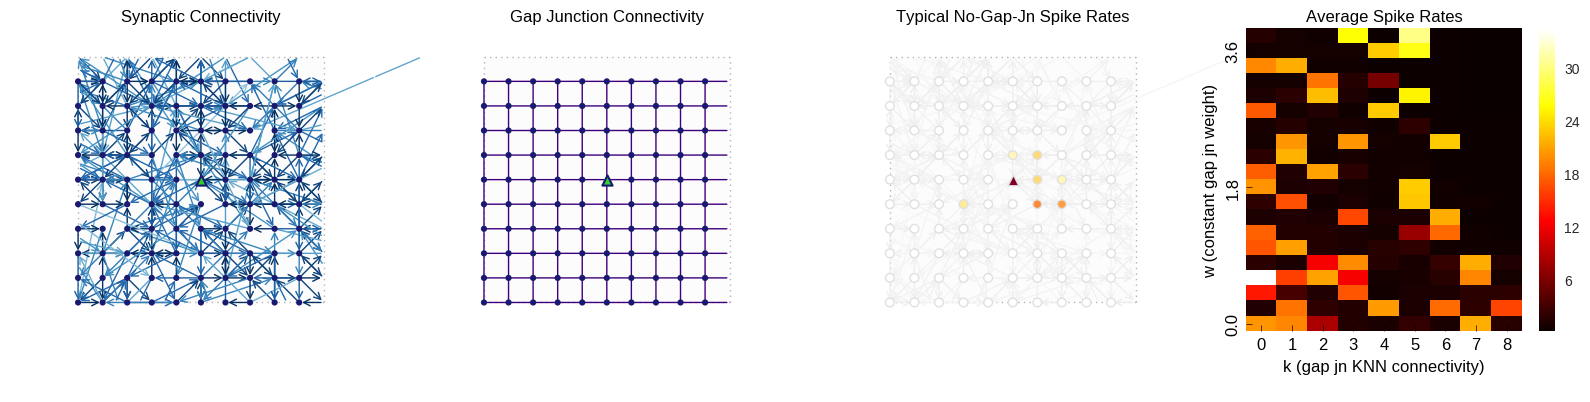 Synaptic Connectivity
Gap Junction Connectivity
Typical No-Gap-Jn Spike Rates
Average Spike Rates
w (constant gap jn weight)
3.6
1.8
0.0
30
24
18
12
6
0 1 2 3 4 5 6 7 8
k (gap jn KNN connectivity)